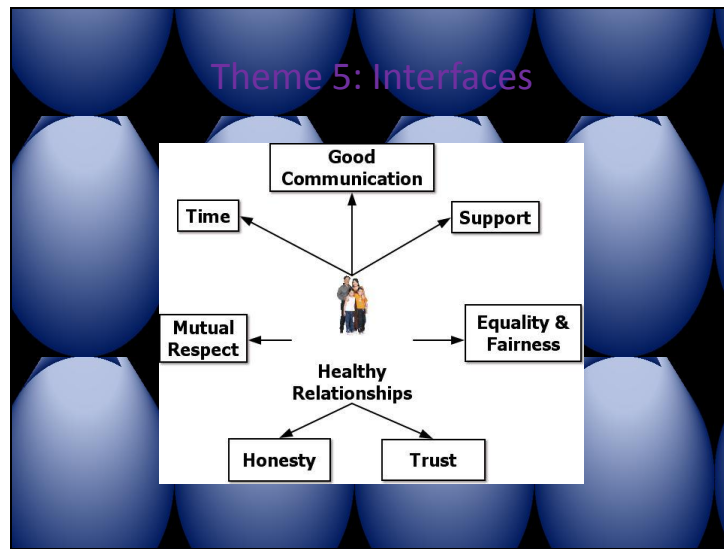 Theme 5: Interfaces
Good
Communication
Time
Support
Mutual
Respect
Equality &
Fairness
Healthy
Relationships
Honesty
Trust